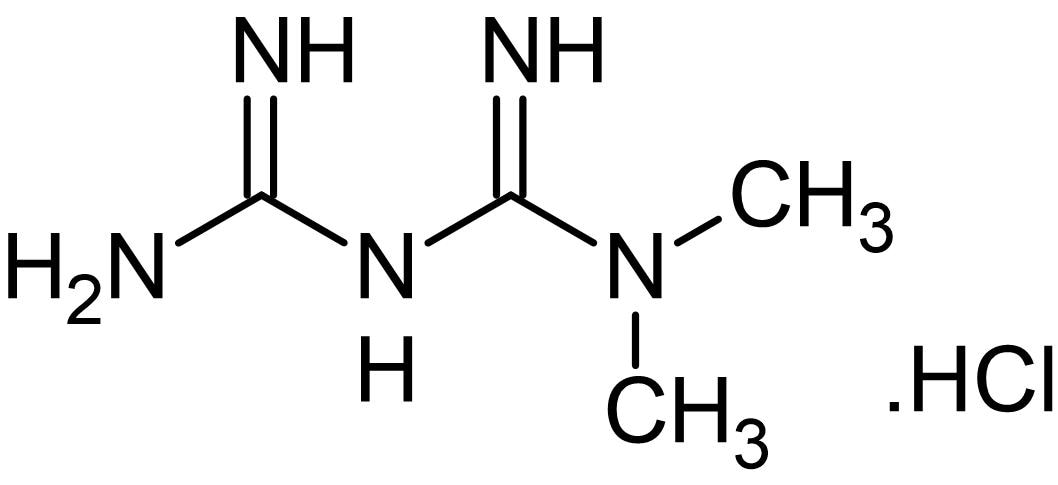 NH NH
CH3
H2N N N
H
CH3
.HCl